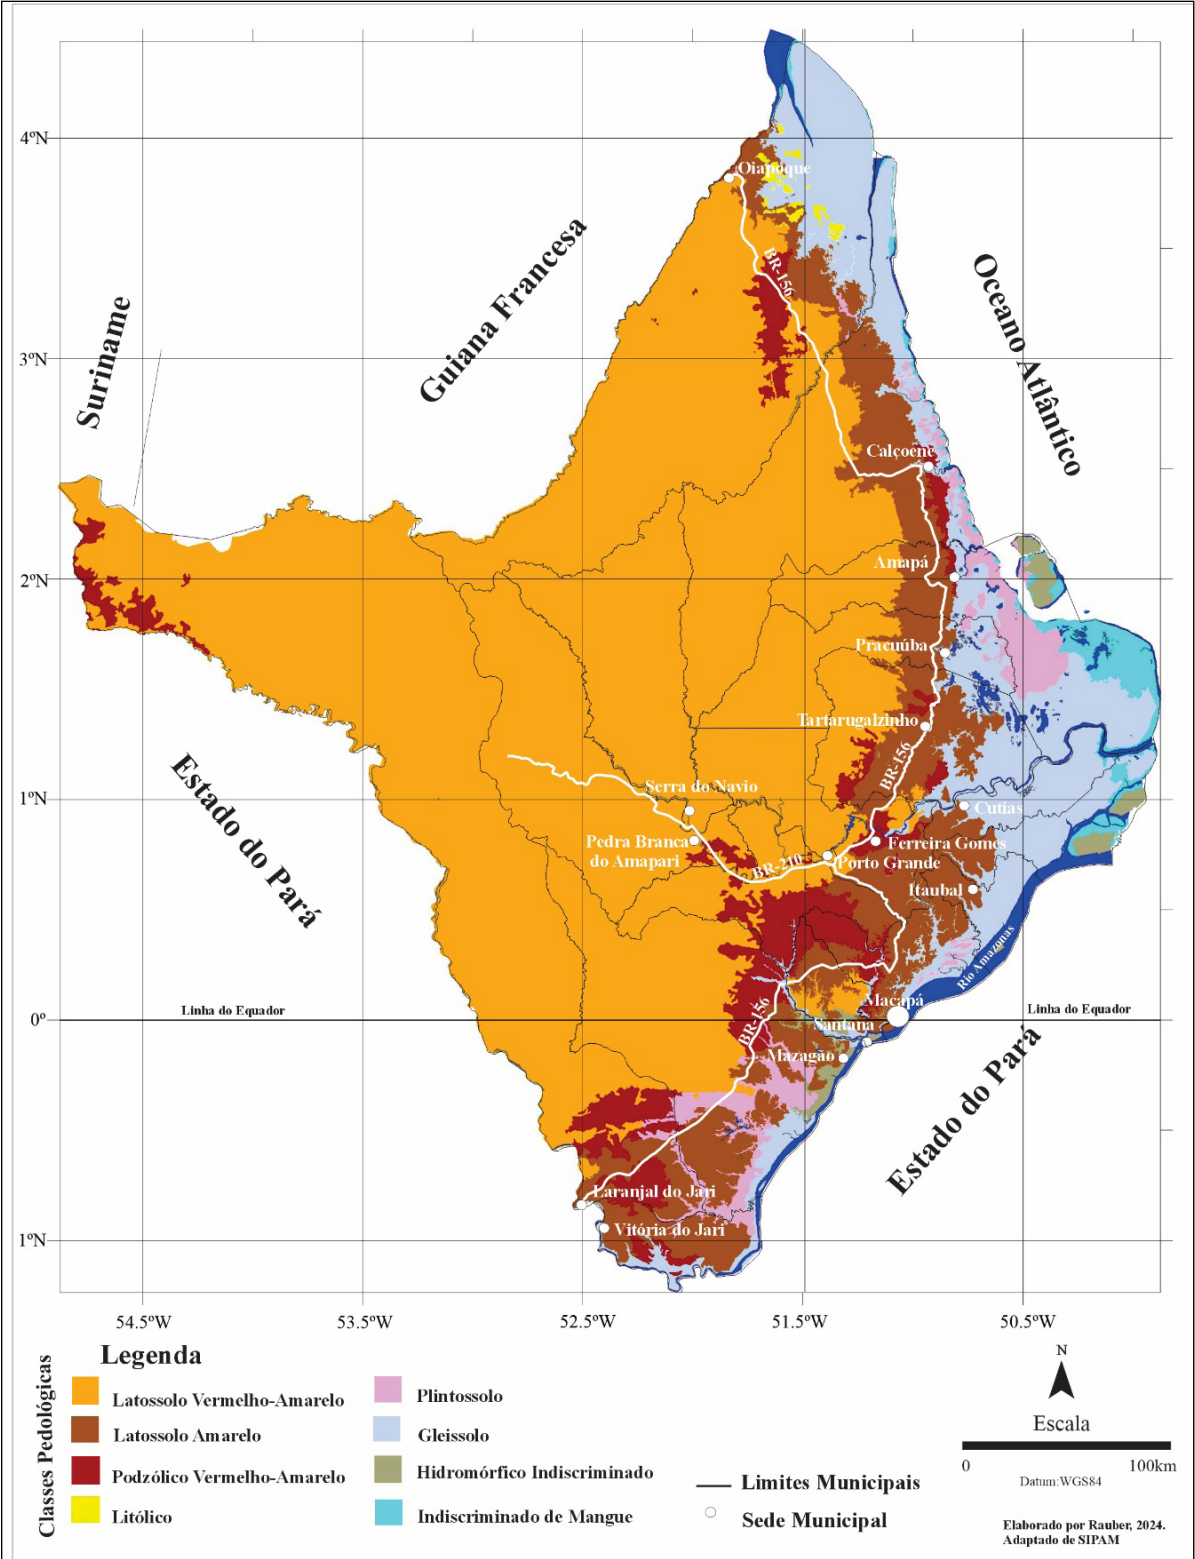 4ºN
Oiapoque
Guiana Francesa
BR-156
Oceano Atlântico
Suriname
3ºN
Calçoene
2ºN
Amapá
Pracuúba
Tartarugalzinho
BR-156
Estado do Pará
1ºN
Serra do Navio
Cutias
Pedra Branca
do Amapari
Ferreira Gomes
BR-210
Porto Grande
Itaubal
Rio Amazonas
Linha do Equador
Macapá
Linha do Equador
0º
Santana
BR-156
Mazagão
Estado do Pará
Laranjal do Jari
Vitória do Jari
1ºN
54.5ºW
53.5ºW
52.5ºW
51.5ºW
50.5ºW
Classes Pedológicas
Legenda
Latossolo Vermelho-Amarelo
Latossolo Amarelo
Podzólico Vermelho-Amarelo
Litólico
Plintossolo
Gleissolo
Hidromórfico Indiscriminado
Indiscriminado de Mangue
Limites Municipais
Sede Municipal
N
Escala
0 100km
Datum:WGS84
Elaborado por Rauber, 2024.
Adaptado de SIPAM